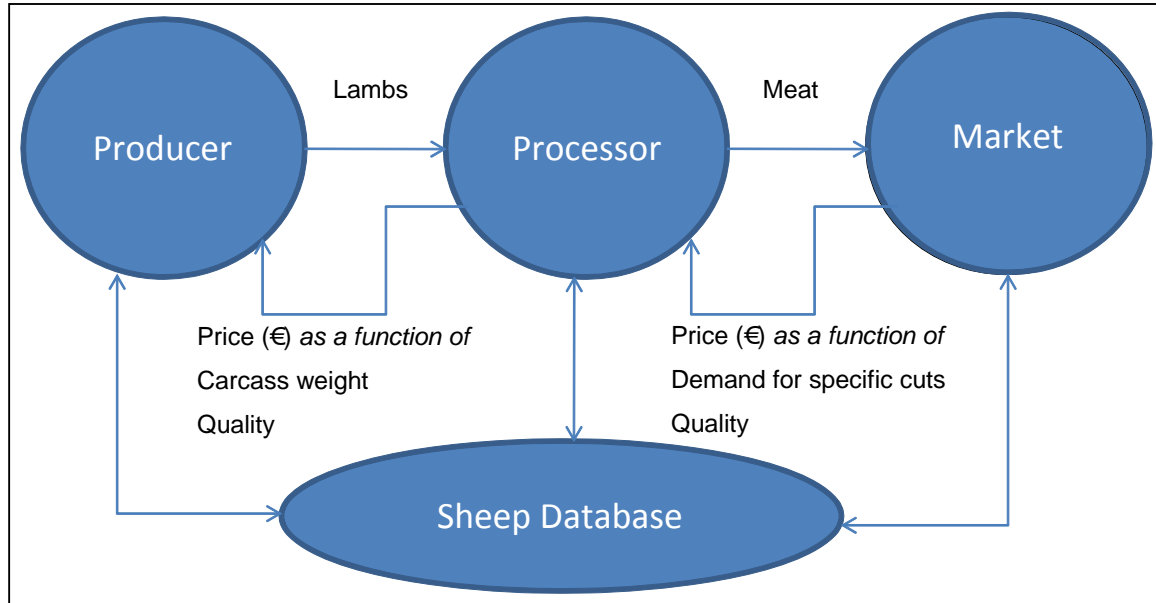 Lambs
Meat
Producer
Processor
Market
Price (€) as a function of
Carcass weight
Quality
Price (€) as a function of
Demand for specific cuts
Quality
Sheep Database